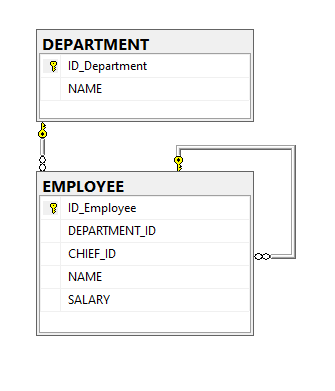 DEPARTMENT
ID_Department
NAME
EMPLOYEE
ID_Employee
DEPARTMENT_ID
CHIEF_ID
NAME
SALARY